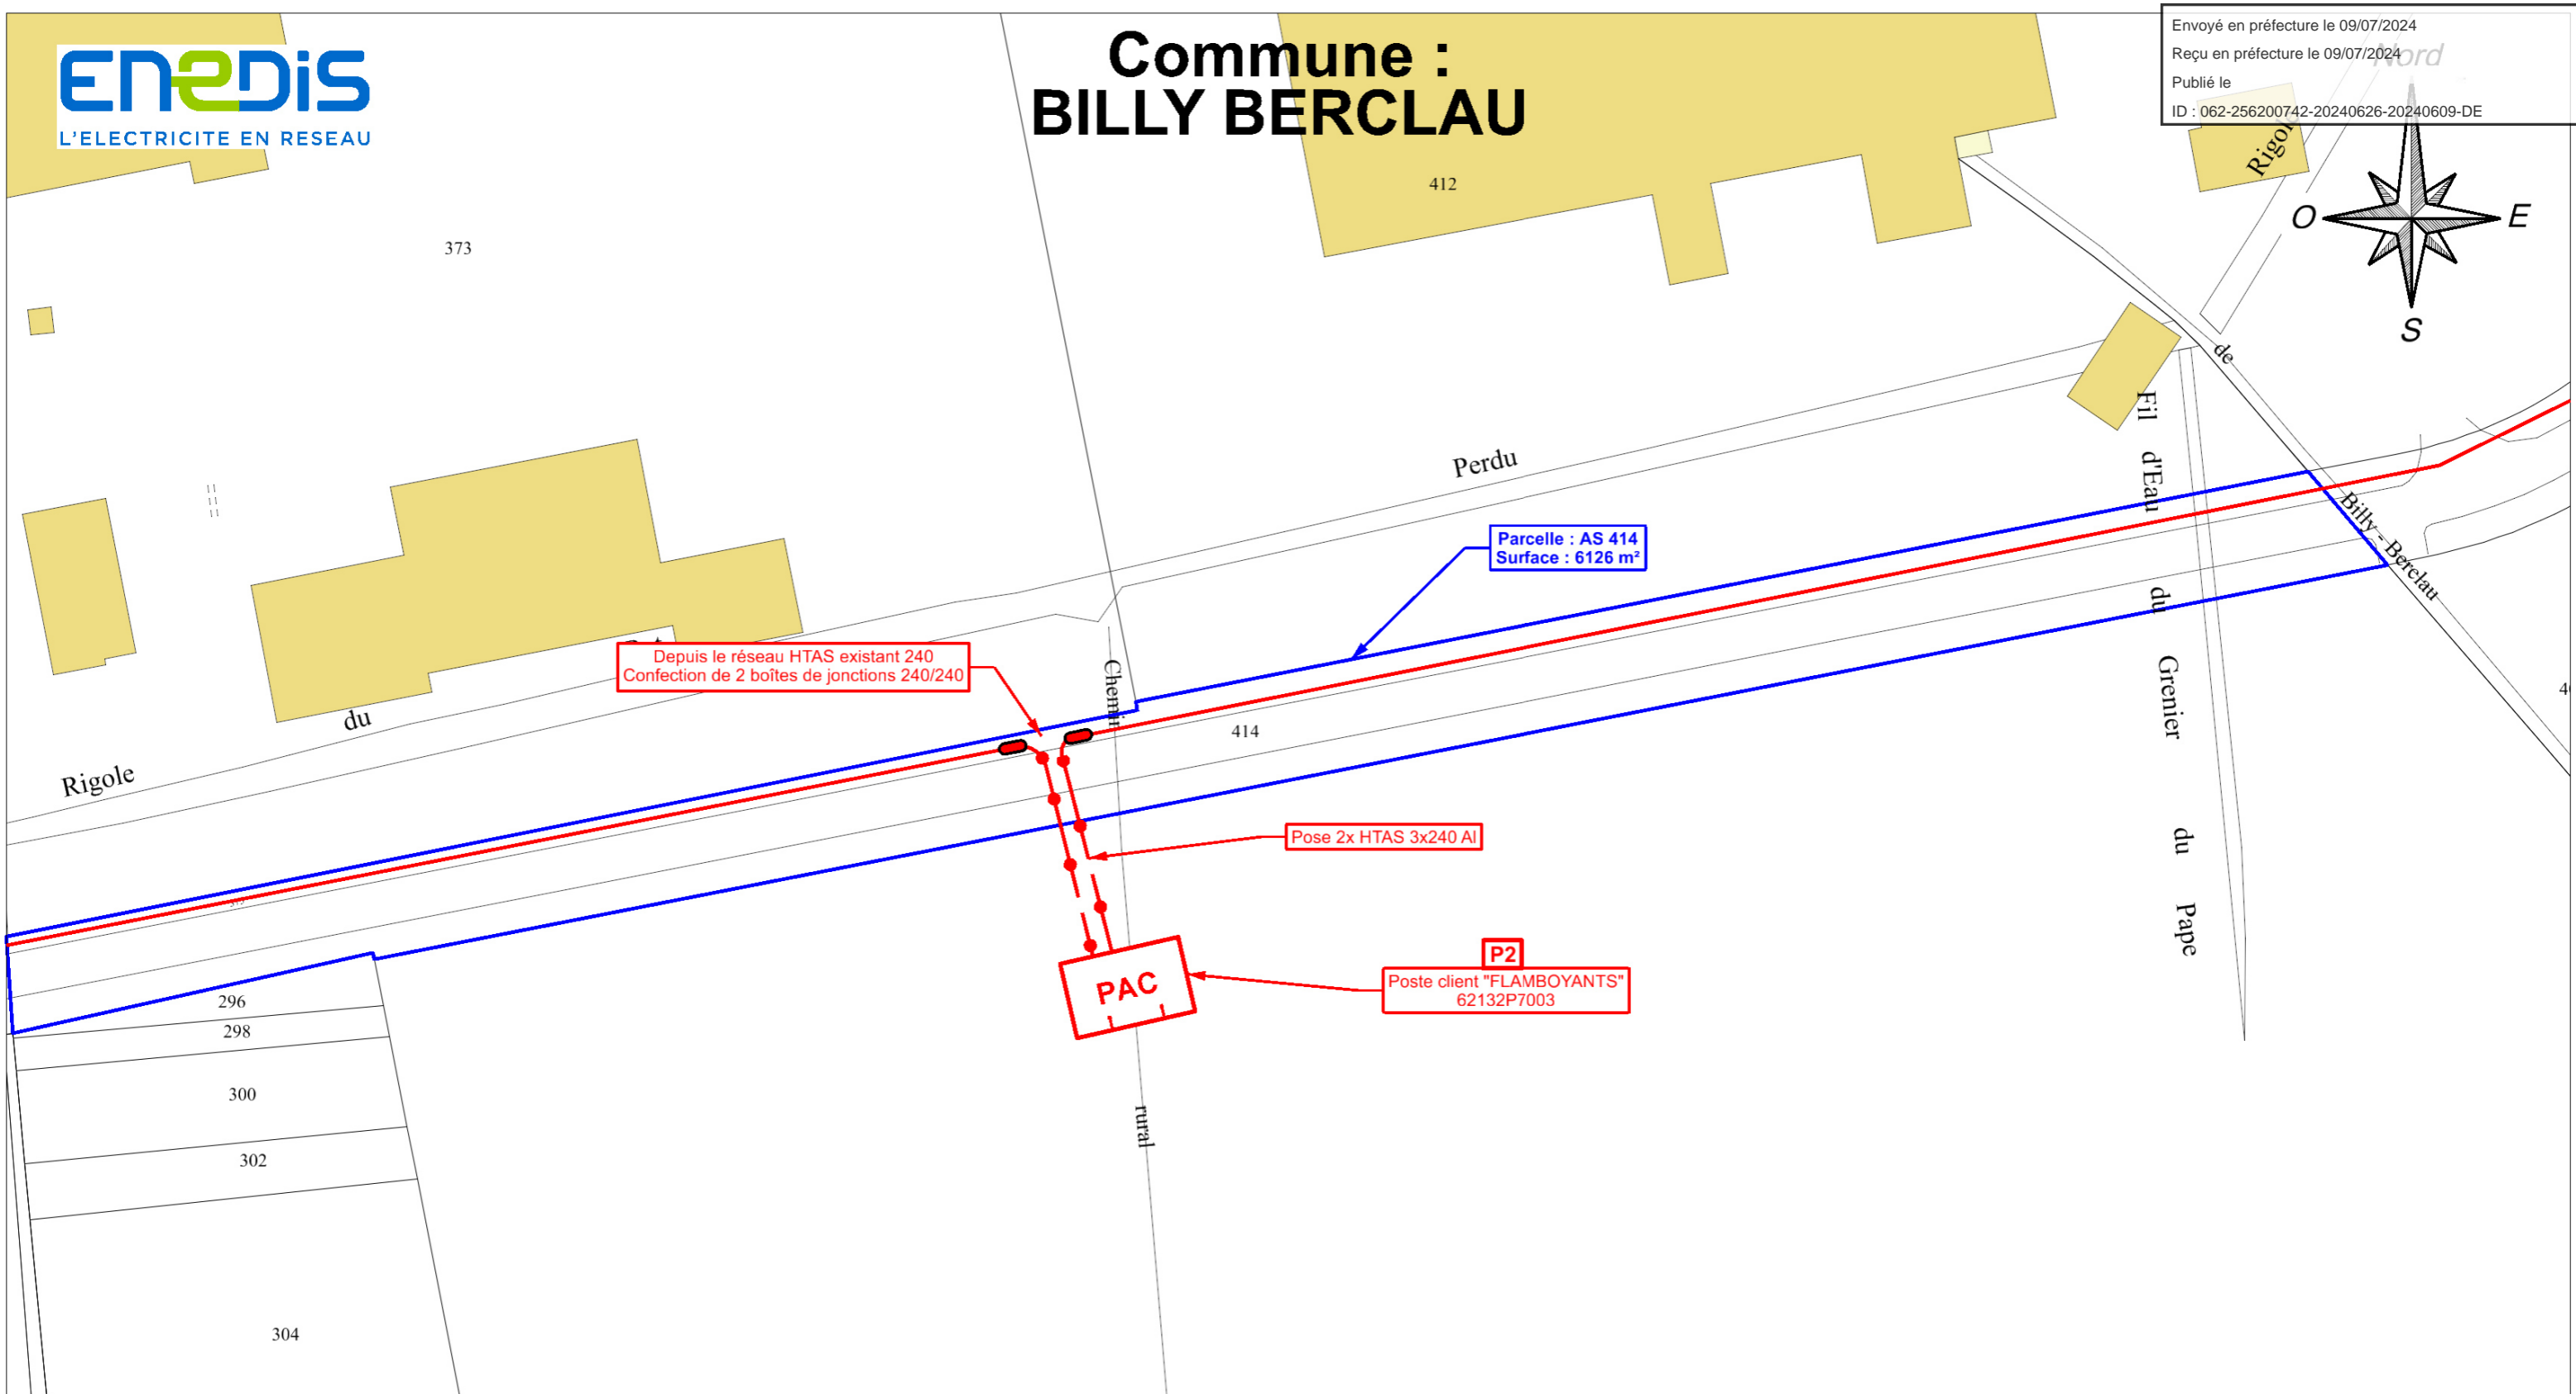 ENEDIS
L'ELECTRICITE EN RESEAU
Commune :
BILLY BERCLAU
Envoyé en préfecture le 09/07/2024
Reçu en préfecture le 09/07/2024
Publié le
ID : 062-256200742-20240626-20240609-DE
Nord
O
E
S
Rigole
412
373
de
Billy - Berclau
Perdu
Fil d'Eau du Grenier du Pape
Parcelle : AS 414
Surface : 6126 m²
Depuis le réseau HTAS existant 240
Confection de 2 boîtes de jonctions 240/240
Chemin
rural
414
Rigole
du
Pose 2x HTAS 3x240 Al
PAC
P2
Poste client "FLAMBOYANTS"
62132P7003
296
298
300
302
304